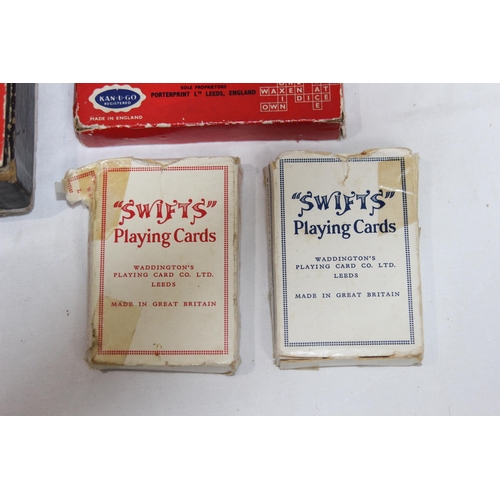 KAN-U-GO
REGISTERED
MADE IN ENGLAND
SOLE PROPRIETORS
PORTERPRINT LTD LEEDS, ENGLAND
WAXEN DICE
OWN
"SWIFTS"
Playing Cards
WADDINGTON'S
PLAYING CARD CO. LTD.
LEEDS
MADE IN GREAT BRITAIN
"SWIFTS"
Playing Cards
WADDINGTON'S
PLAYING CARD CO. LTD.
LEEDS
MADE IN GREAT BRITAIN